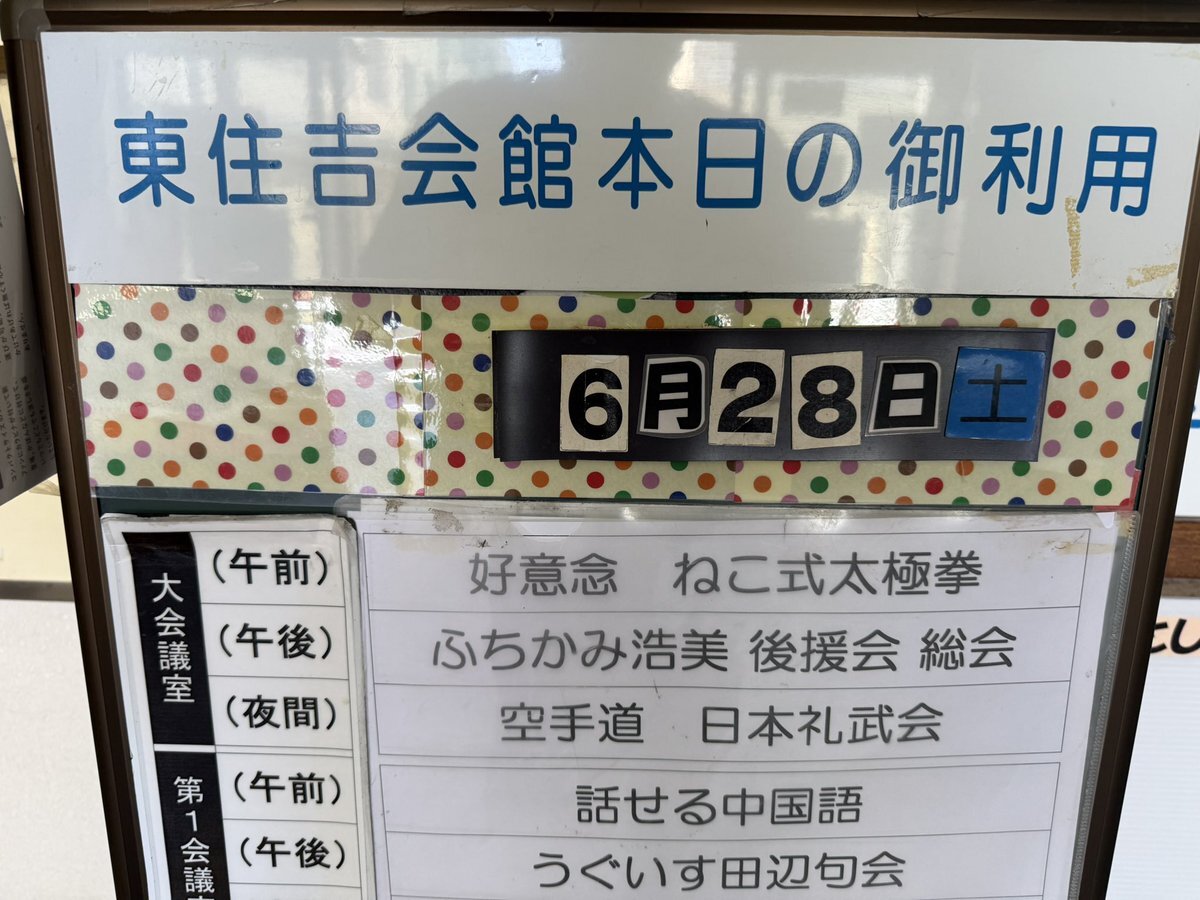 東住吉会館本日の御利用
6月28日 土
大会議室
(午前) 好意念 ねこ式太極拳
(午後) ふちかみ浩美 後援会 総会
(夜間) 空手道 日本礼武会
第1会議
(午前) 話せる中国語
(午後) うぐいす田辺句会